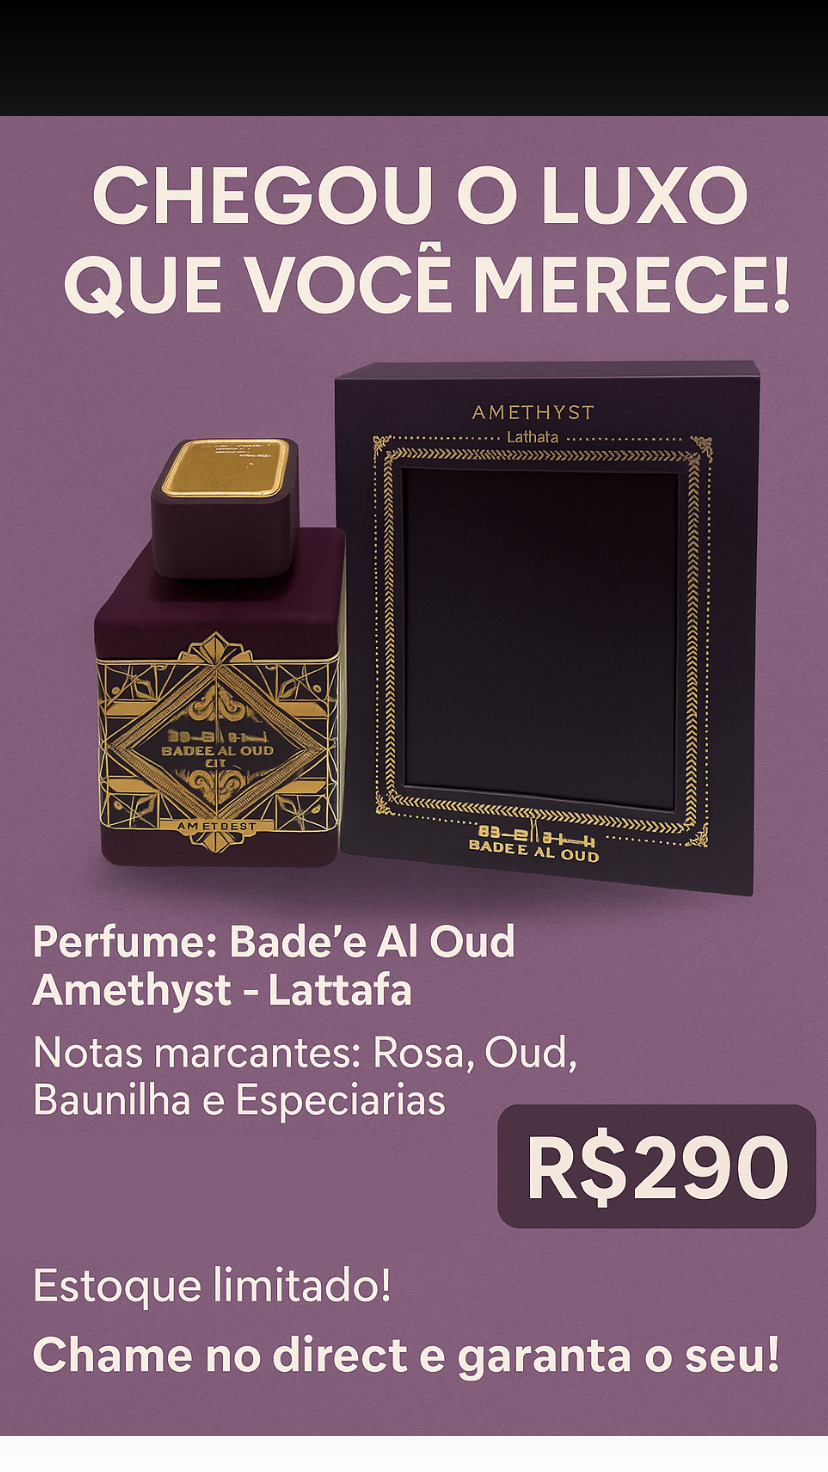 CHEGOU O LUXO
QUE VOCÊ MERECE!
AMETHYST
Lathata
BADEE AL OUD
AMETBEST
BADEE AL OUD
Perfume: Bade’e Al Oud
Amethyst - Lattafa
Notas marcantes: Rosa, Oud,
Baunilha e Especiarias
R$290
Estoque limitado!
Chame no direct e garanta o seu!